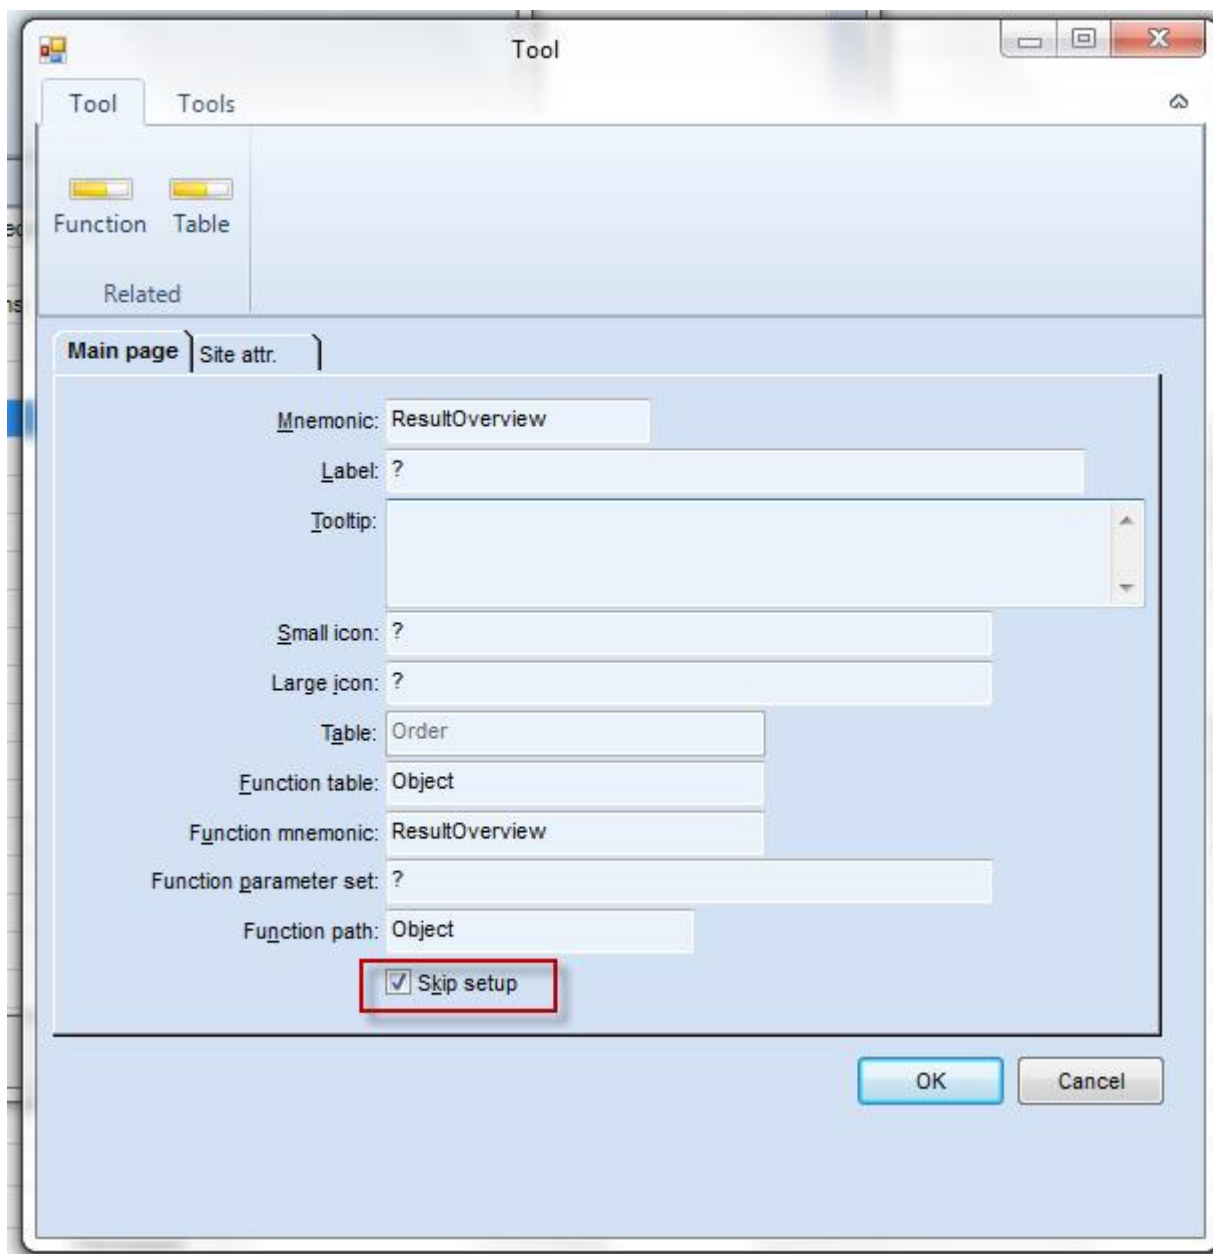 Tool
Tool Tools
Function Table
Related
Main page Site attr.
Mnemonic: ResultOverview
Label: ?
Tooltip:
Small icon: ?
Large icon: ?
Table: Order
Function table: Object
Function mnemonic: ResultOverview
Function parameter set: ?
Function path: Object
Skip setup
OK Cancel